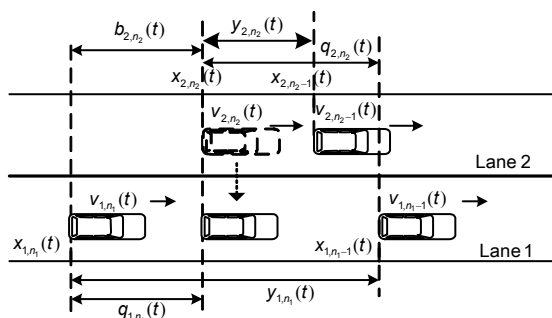 b_{2,n_2}(t)
y_{2,n_2}(t)
q_{2,n_2}(t)
x_{2,n_2}(t)
x_{2,n_2-1}(t)
v_{2,n_2}(t)
v_{2,n_2-1}(t)
Lane 2
v_{1,n_1}(t)
v_{1,n_1-1}(t)
x_{1,n_1}(t)
x_{1,n_1-1}(t)
Lane 1
y_{1,n_1}(t)
q_{1,n_1}(t)